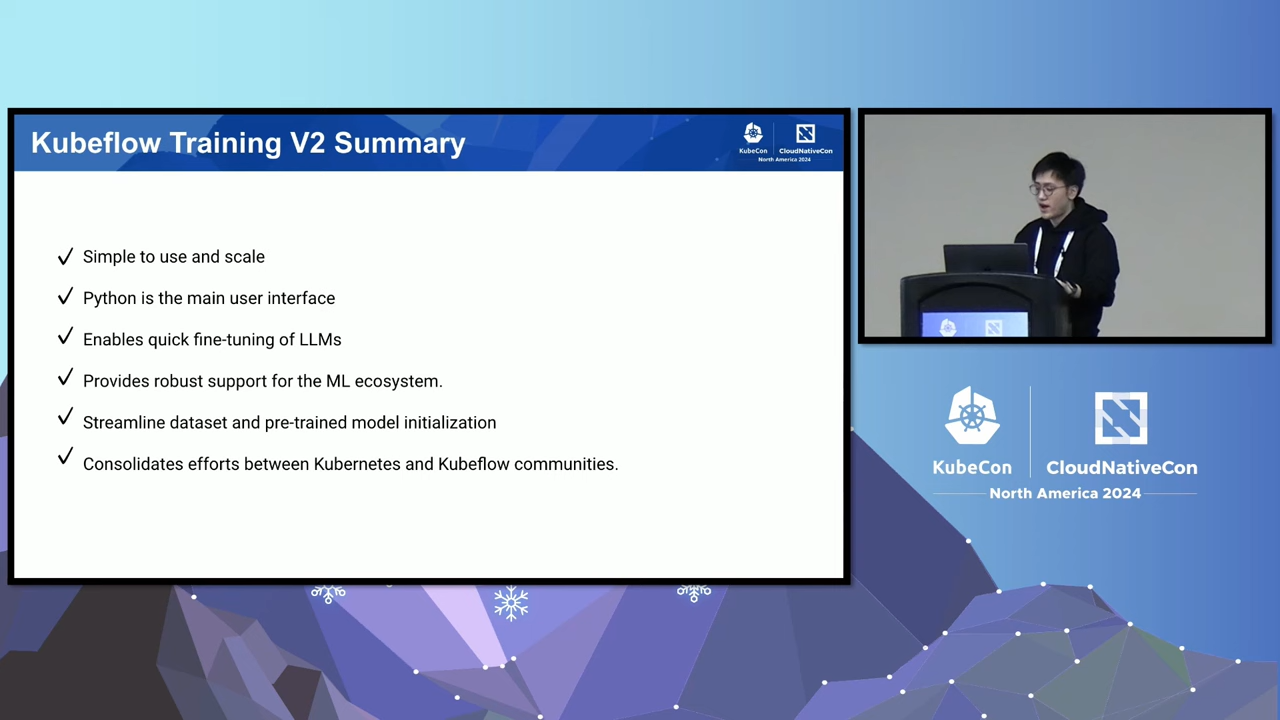 Kubeflow Training V2 Summary
KubeCon
CloudNativeCon
North America 2024
Simple to use and scale
Python is the main user interface
Enables quick fine-tuning of LLMs
Provides robust support for the ML ecosystem.
Streamline dataset and pre-trained model initialization
Consolidates efforts between Kubernetes and Kubeflow communities.
KubeCon
CloudNativeCon
North America 2024